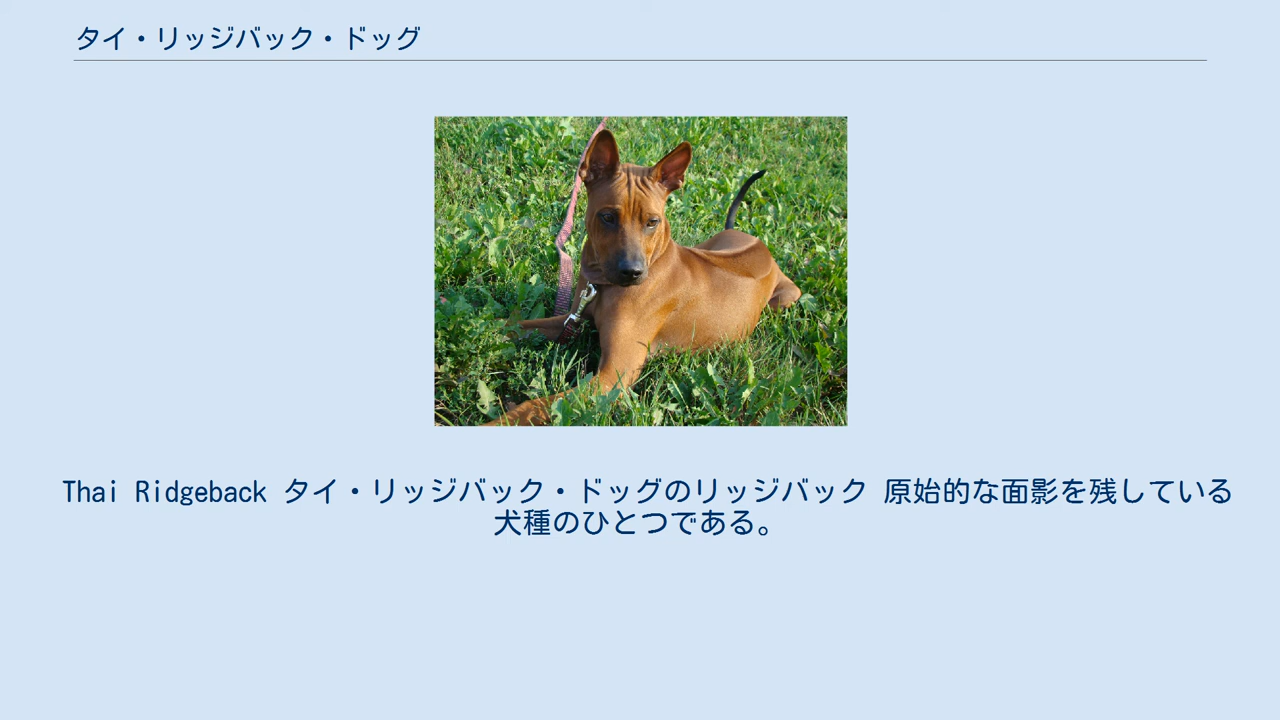 タイ・リッジバック・ドッグ
Thai Ridgeback タイ・リッジバック・ドッグのリッジバック 原始的な面影を残している
犬種のひとつである。